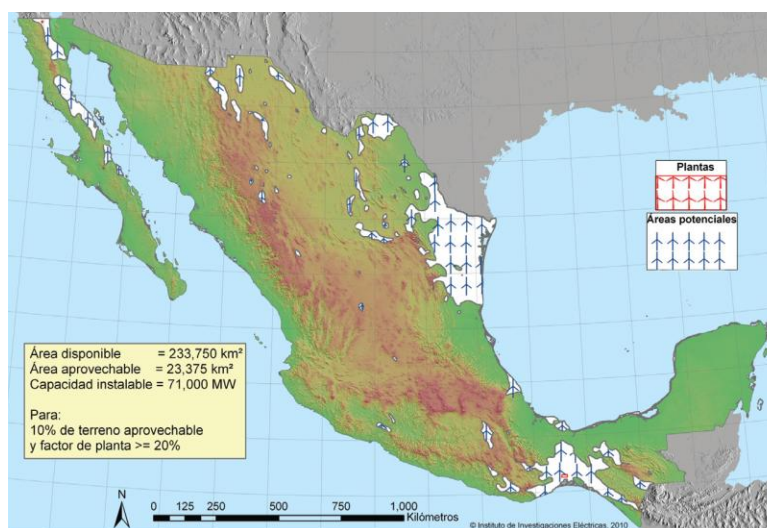 Plantas
Áreas potenciales
Área disponible = 233,750 km²
Área aprovechable = 23,375 km²
Capacidad instalable = 71,000 MW
Para:
10% de terreno aprovechable
y factor de planta >= 20%
N
0 125 250 500 750 1,000
Kilómetros
© Instituto de Investigaciones Eléctricas, 2010